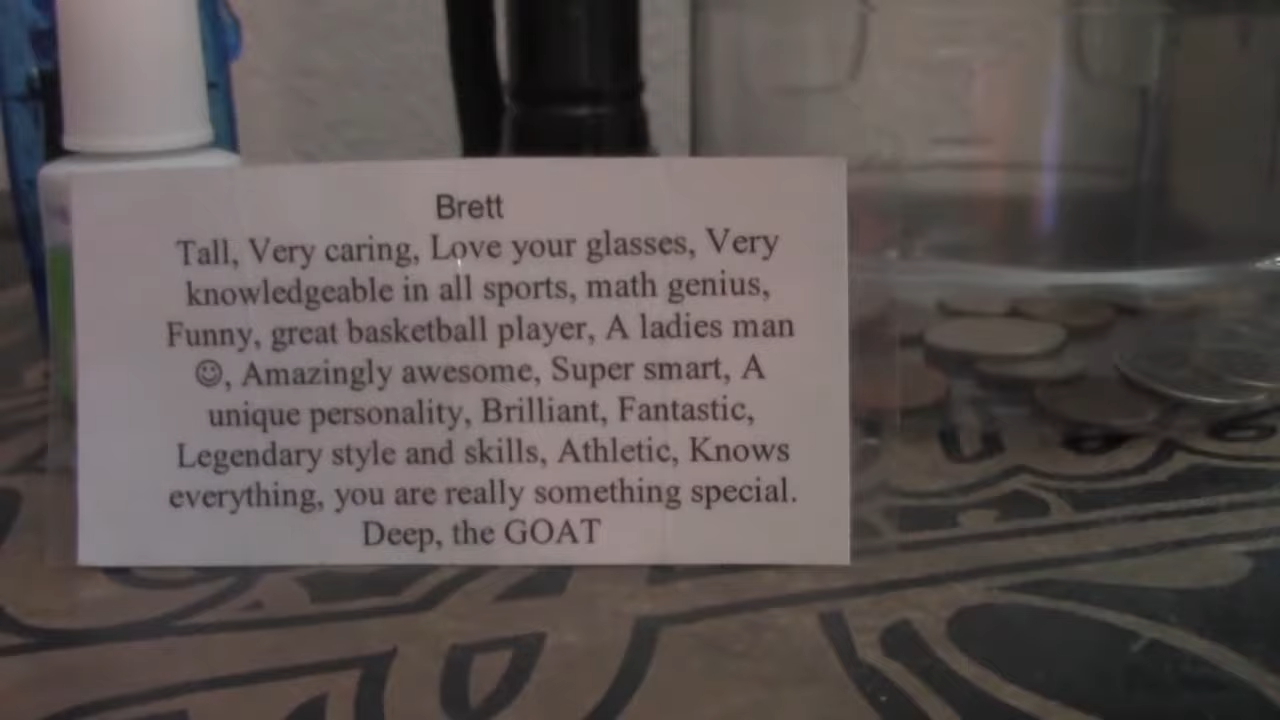 Brett
Tall, Very caring, Love your glasses, Very
knowledgeable in all sports, math genius,
Funny, great basketball player, A ladies man
☺, Amazingly awesome, Super smart, A
unique personality, Brilliant, Fantastic,
Legendary style and skills, Athletic, Knows
everything, you are really something special.
Deep, the GOAT